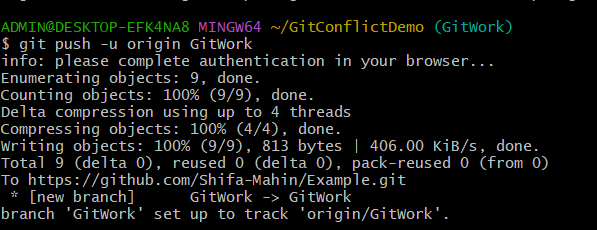 ADMIN@DESKTOP-EFK4NA8 MINGW64 ~/GitConflictDemo (GitWork)
$ git push -u origin GitWork
info: please complete authentication in your browser...
Enumerating objects: 9, done.
Counting objects: 100% (9/9), done.
Delta compression using up to 4 threads
Compressing objects: 100% (4/4), done.
Writing objects: 100% (9/9), 813 bytes | 406.00 KiB/s, done.
Total 9 (delta 0), reused 0 (delta 0), pack-reused 0 (from 0)
To https://github.com/Shifa-Mahin/Example.git
 * [new branch]      GitWork -> GitWork
branch 'GitWork' set up to track 'origin/GitWork'.